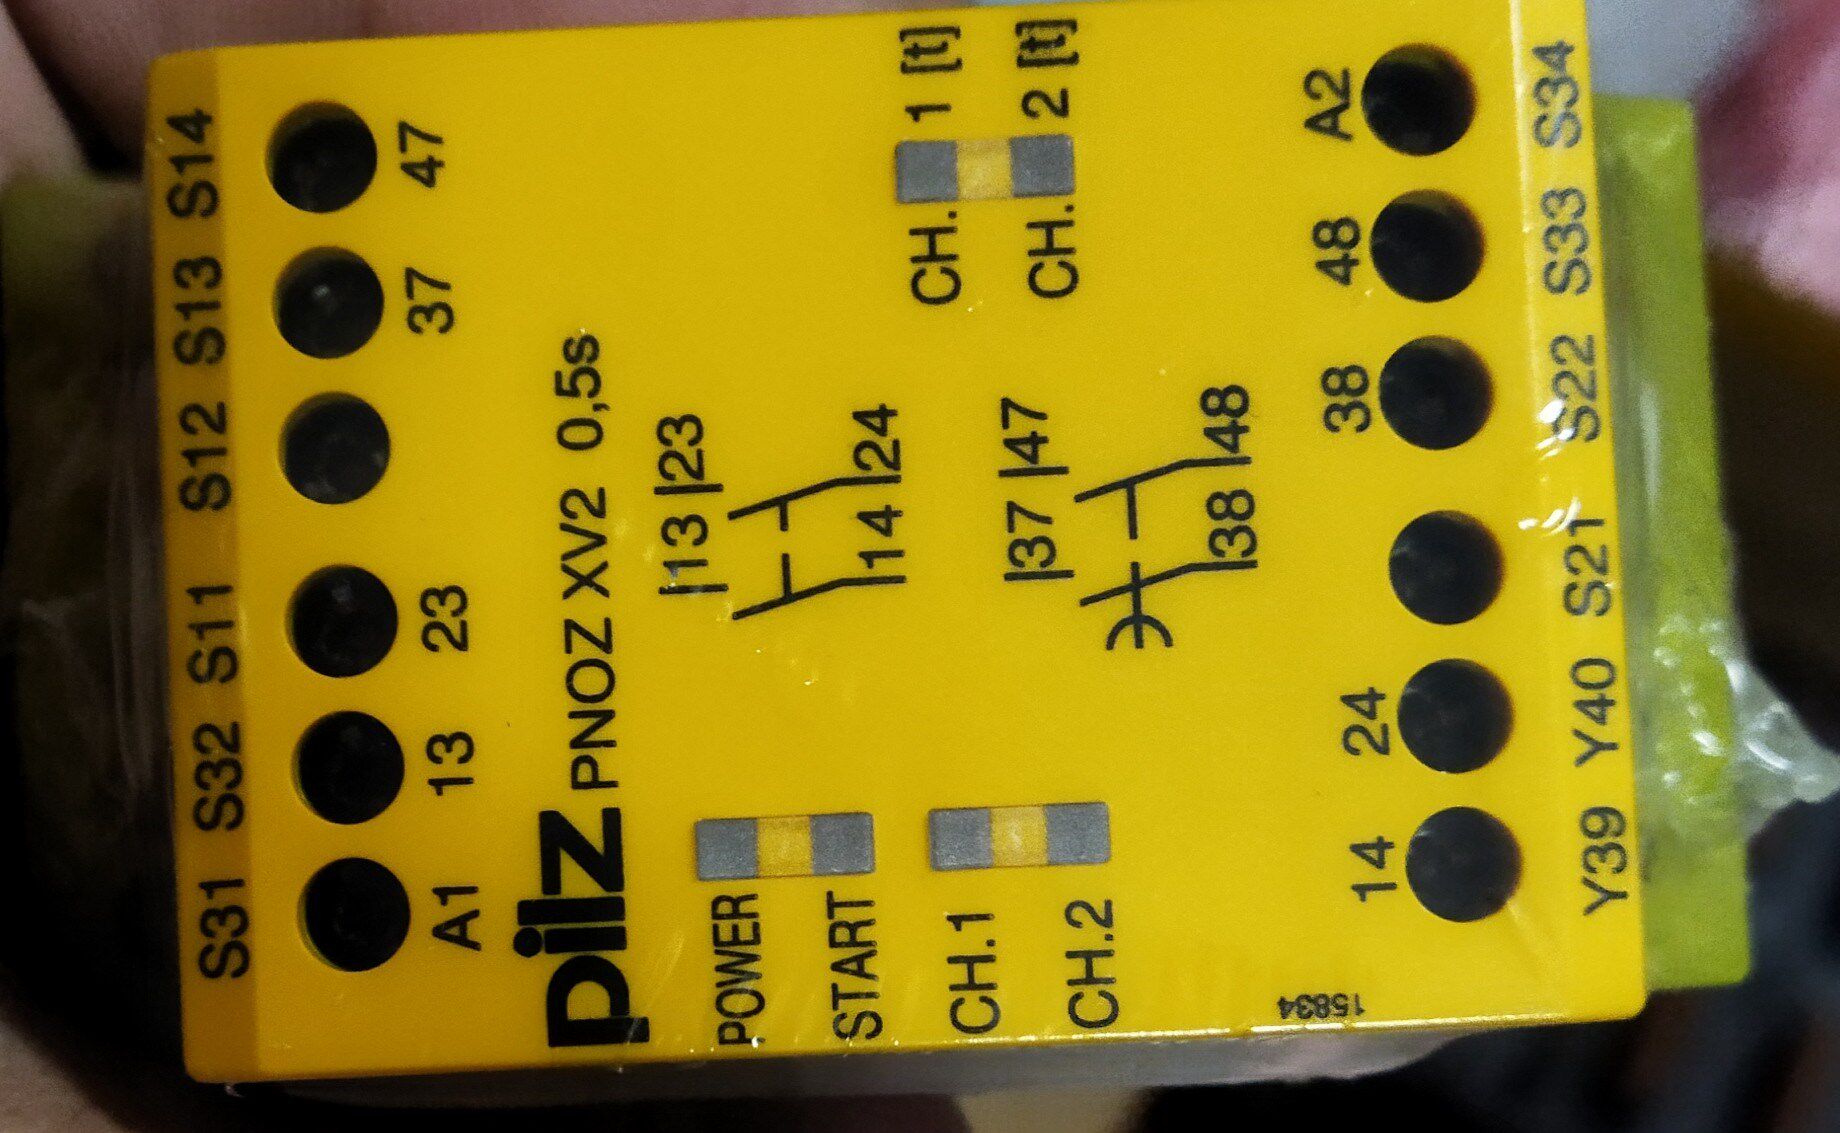 S31 S32 S11 S12 S13 S14
A1 13 23 37 47
pilz PNOZ XV2 0,5s
POWER
START
|13 |23
|14 |24
CH.1
CH.2
CH. 1 [t]
CH. 2 [t]
|37 |47
|38 |48
14 24 38 48 A2
Y39 Y40 S21 S22 S33 S34
15834